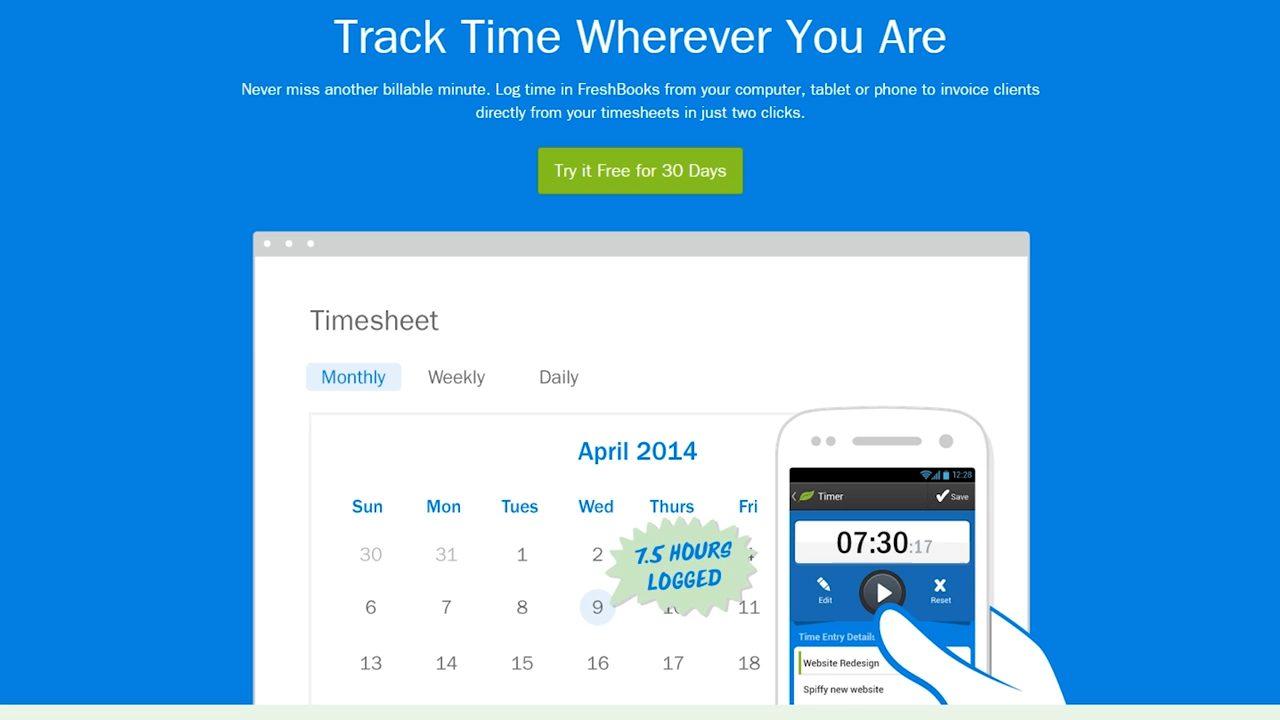 Track Time Wherever You Are
Never miss another billable minute. Log time in FreshBooks from your computer, tablet or phone to invoice clients
directly from your timesheets in just two clicks.
Try it Free for 30 Days
Timesheet
Monthly Weekly Daily
April 2014
Sun Mon Tues Wed Thurs Fri
30 31 1 2
7.5 HOURS
LOGGED
6 7 8 9 11
13 14 15 16 17 18
12:28
Timer Save
07:30:17
Edit Reset
Time Entry Details
Website Redesign
Spiffy new website